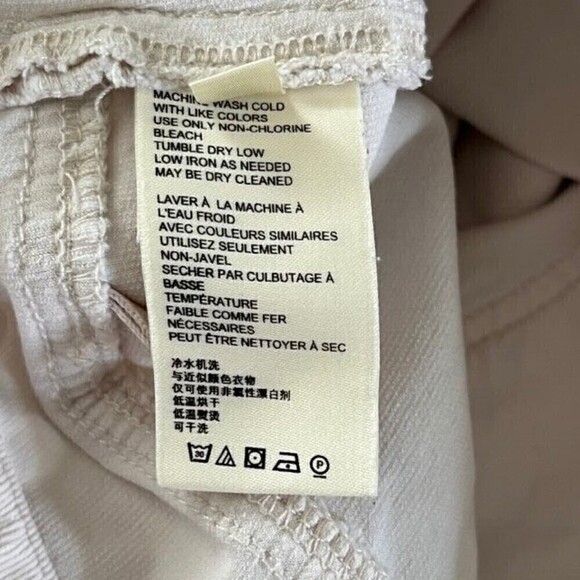 MACHINE WASH COLD
WITH LIKE COLORS
USE ONLY NON-CHLORINE
BLEACH
TUMBLE DRY LOW
LOW IRON AS NEEDED
MAY BE DRY CLEANED
LAVER À LA MACHINE À
L'EAU FROID
AVEC COULEURS SIMILAIRES
UTILISEZ SEULEMENT
NON-JAVEL
SECHER PAR CULBUTAGE À
BASSE
TEMPÉRATURE
FAIBLE COMME FER
NÉCESSAIRES
PEUT ÊTRE NETTOYER À SEC
冷水机洗
与近似颜色衣物
仅可使用非氯性漂白剂
低温烘干
低温熨烫
可干洗
30 P